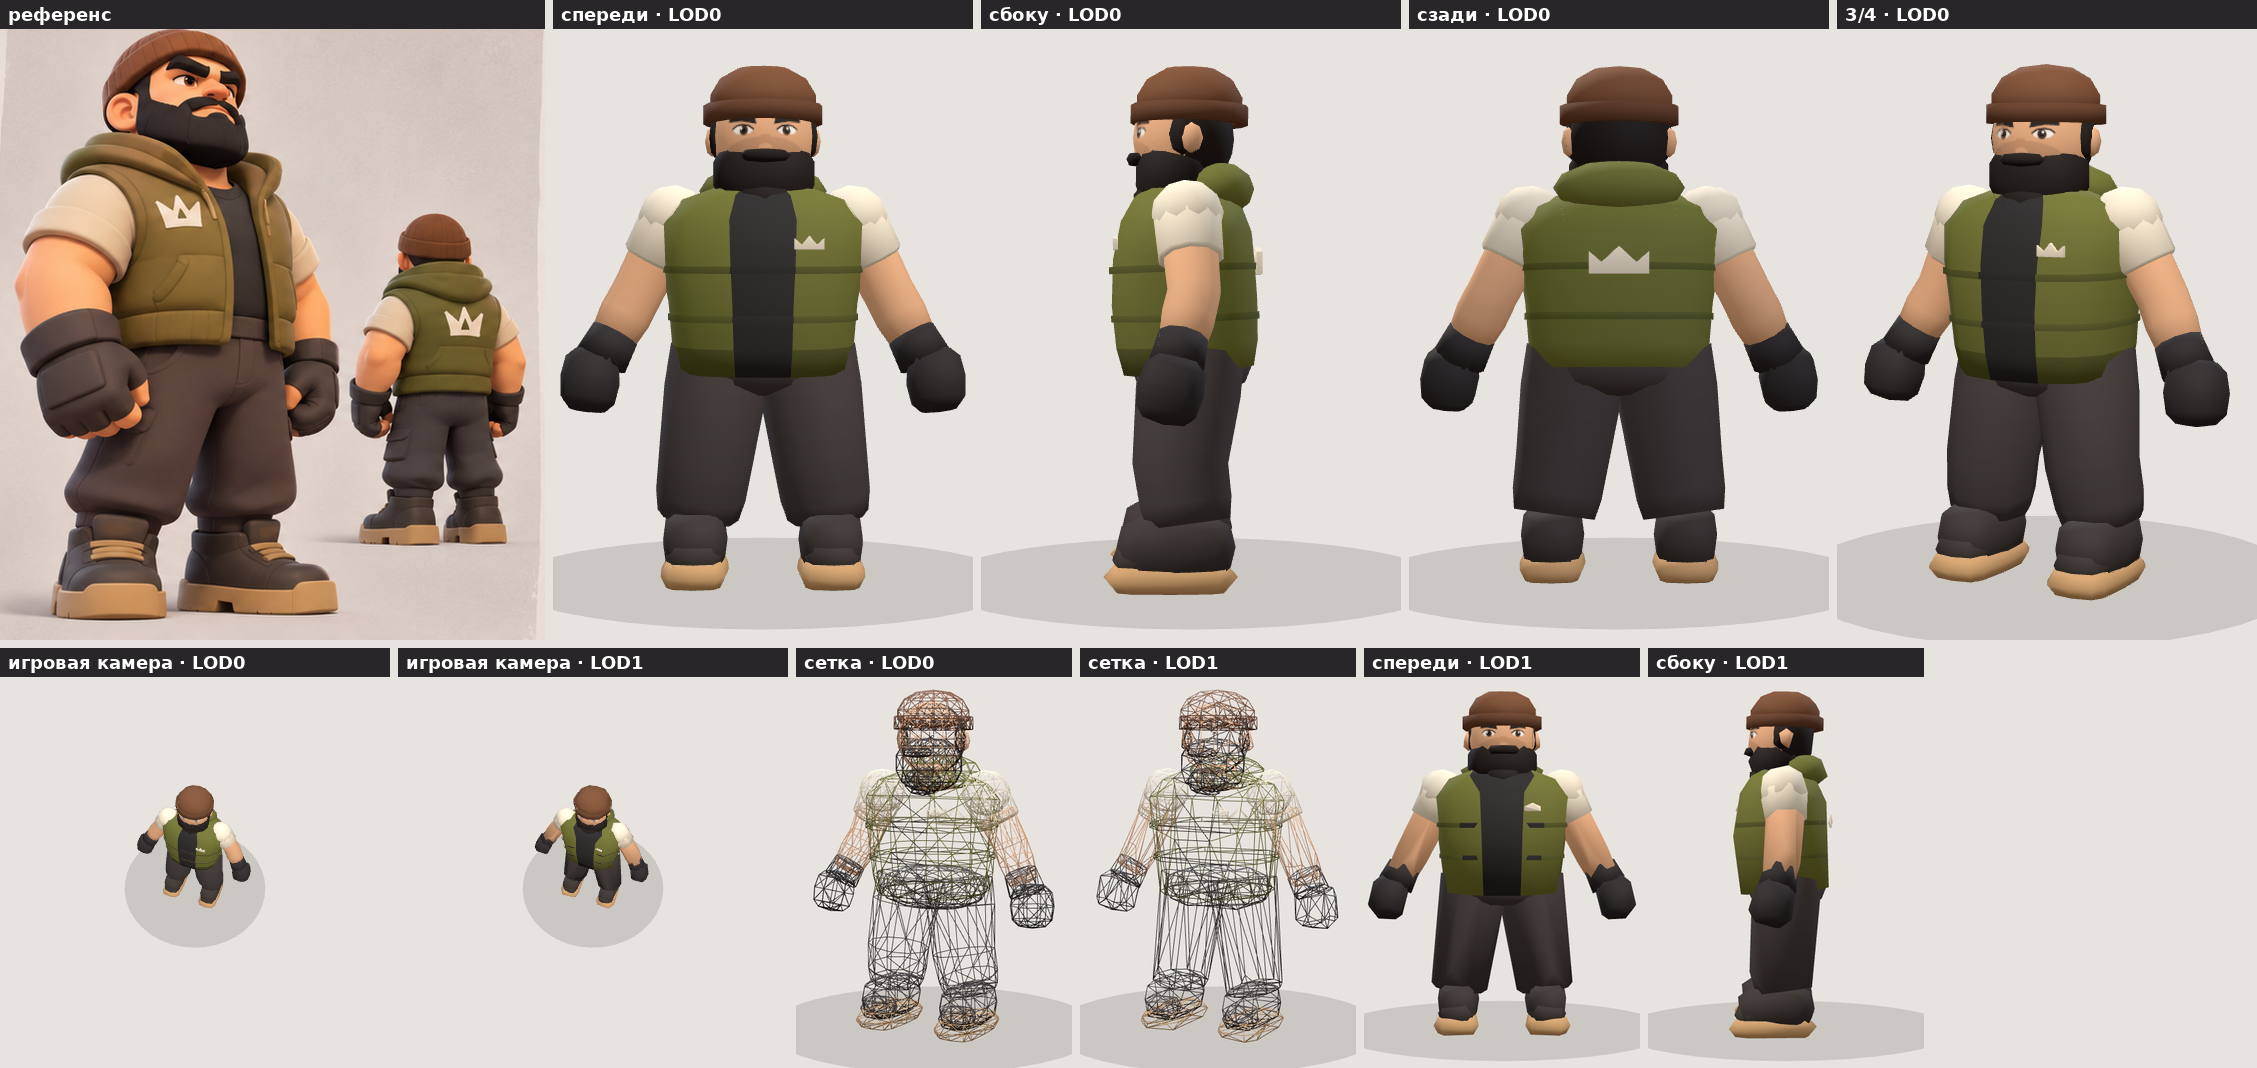 референс
спереди · LOD0
сбоку · LOD0
сзади · LOD0
3/4 · LOD0
игровая камера · LOD0
игровая камера · LOD1
сетка · LOD0
сетка · LOD1
спереди · LOD1
сбоку · LOD1